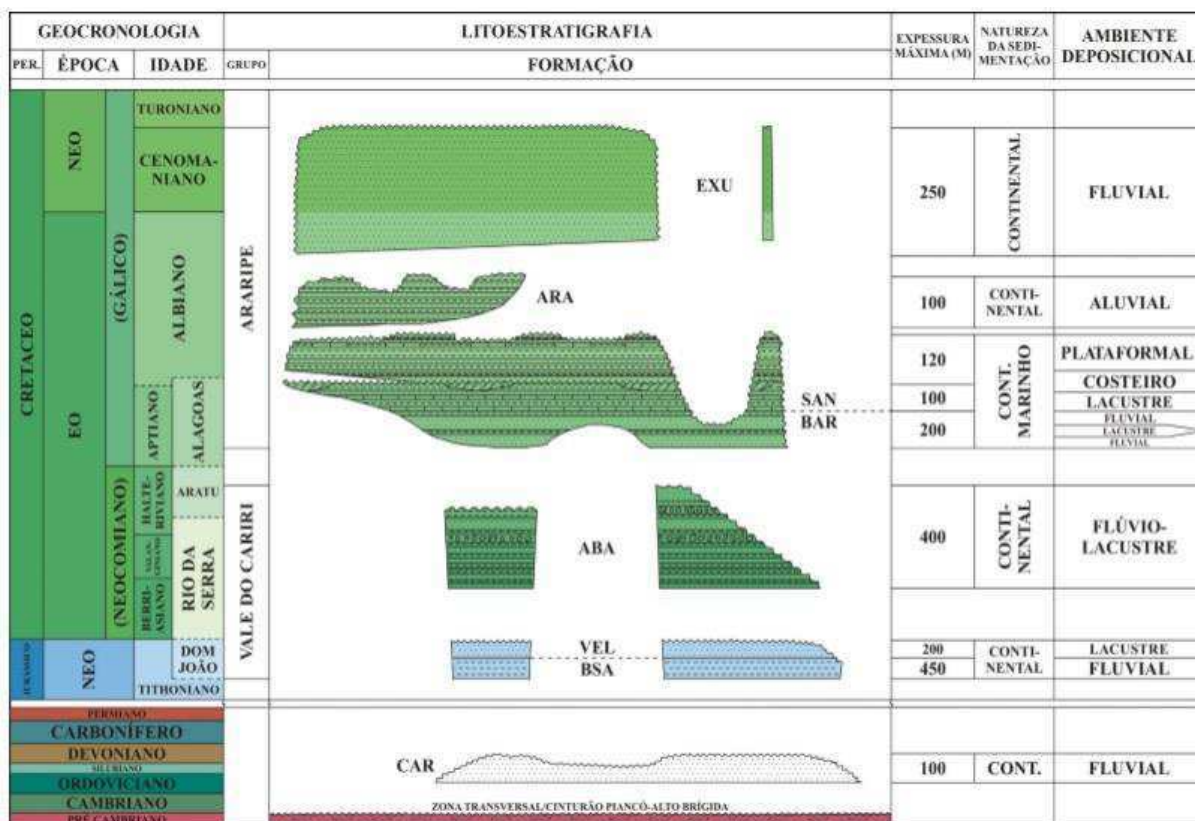 GEOCRONOLOGIA
LITOESTRATIGRAFIA
EXPESSURA
MÁXIMA (M)
NATUREZA
DA SEDI-
MENTAÇÃO
AMBIENTE
DEPOSICIONAL
PER.
ÉPOCA
IDADE
GRUPO
FORMAÇÃO
CRETACEO
NEO
EO
(GÁLICO)
(NEOCOMIANO)
TURONIANO
CENOMA-
NIANO
ALBIANO
APTIANO
ALAGOAS
HALTE-
RIVIANO
ARATU
BERRI-
ASIANO
RIO DA
SERRA
NEO
DOM
JOÃO
TITHONIANO
ARARIPE
VALE DO CARIRI
EXU
250
CONTINENTAL
FLUVIAL
ARA
100
CONTI-
NENTAL
ALUVIAL
120
CONT.
MARINHO
PLATAFORMAL
COSTEIRO
SAN
100
LACUSTRE
BAR
200
FLUVIAL
LACUSTRE
FLUVIAL
ABA
400
CONTI-
NENTAL
FLÚVIO-
LACUSTRE
VEL
200
CONTI-
NENTAL
LACUSTRE
BSA
450
FLUVIAL
PERMIANO
CARBONÍFERO
DEVONIANO
SILURIANO
ORDOVICIANO
CAMBRIANO
PRÉ CAMBRIANO
CAR
100
CONT.
FLUVIAL
ZONA TRANSVERSAL/CINTURÃO PIANCÓ-ALTO BRÍGIDA